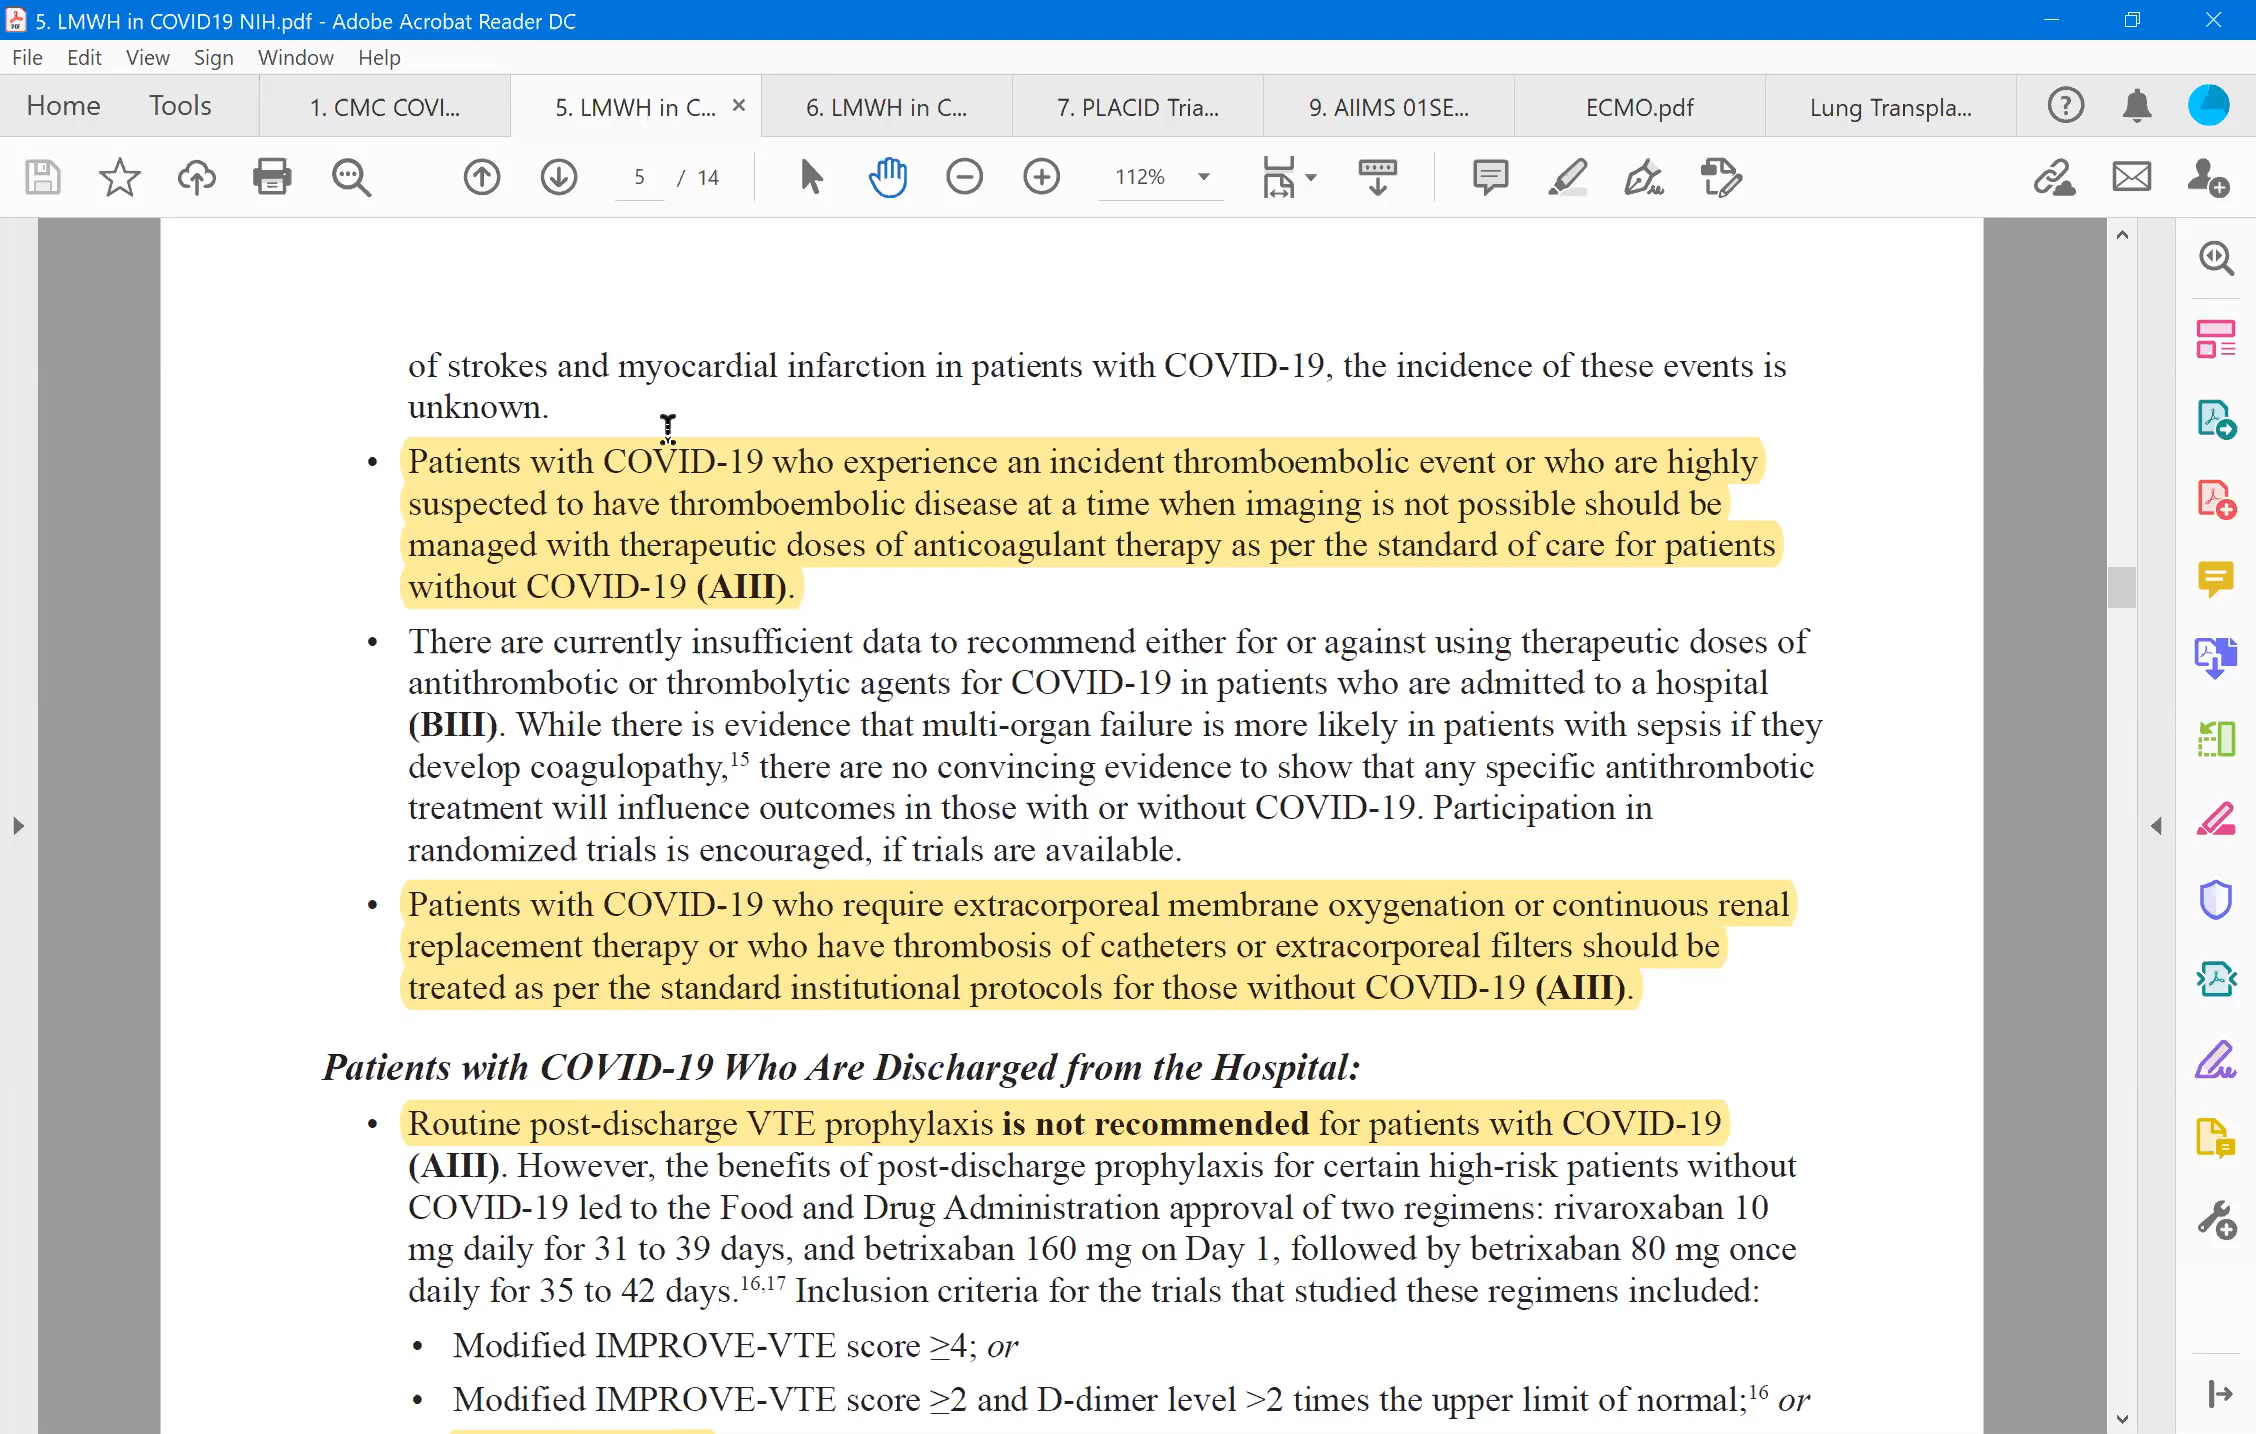 5. LMWH in COVID19 NIH.pdf - Adobe Acrobat Reader DC
File Edit View Sign Window Help
Home Tools 1. CMC COVI... 5. LMWH in C... 6. LMWH in C... 7. PLACID Tria... 9. AIIMS 01SE... ECMO.pdf Lung Transpla...
5 / 14 112%
of strokes and myocardial infarction in patients with COVID-19, the incidence of these events is
unknown.
• Patients with COVID-19 who experience an incident thromboembolic event or who are highly
suspected to have thromboembolic disease at a time when imaging is not possible should be
managed with therapeutic doses of anticoagulant therapy as per the standard of care for patients
without COVID-19 (AIII).
• There are currently insufficient data to recommend either for or against using therapeutic doses of
antithrombotic or thrombolytic agents for COVID-19 in patients who are admitted to a hospital
(BIII). While there is evidence that multi-organ failure is more likely in patients with sepsis if they
develop coagulopathy,15 there are no convincing evidence to show that any specific antithrombotic
treatment will influence outcomes in those with or without COVID-19. Participation in
randomized trials is encouraged, if trials are available.
• Patients with COVID-19 who require extracorporeal membrane oxygenation or continuous renal
replacement therapy or who have thrombosis of catheters or extracorporeal filters should be
treated as per the standard institutional protocols for those without COVID-19 (AIII).
Patients with COVID-19 Who Are Discharged from the Hospital:
• Routine post-discharge VTE prophylaxis is not recommended for patients with COVID-19
(AIII). However, the benefits of post-discharge prophylaxis for certain high-risk patients without
COVID-19 led to the Food and Drug Administration approval of two regimens: rivaroxaban 10
mg daily for 31 to 39 days, and betrixaban 160 mg on Day 1, followed by betrixaban 80 mg once
daily for 35 to 42 days.16,17 Inclusion criteria for the trials that studied these regimens included:
• Modified IMPROVE-VTE score ≥4; or
• Modified IMPROVE-VTE score ≥2 and D-dimer level >2 times the upper limit of normal;16 or